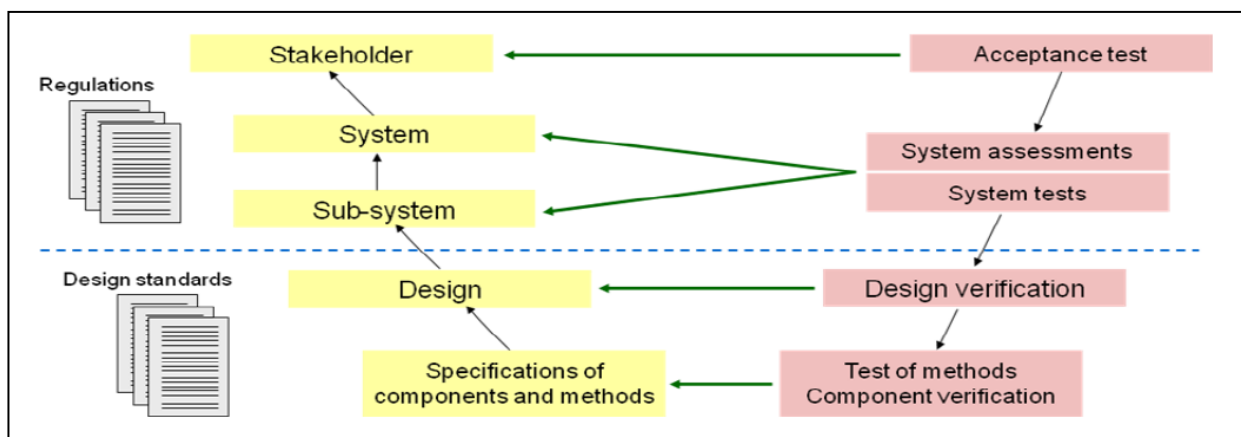 Stakeholder
Acceptance test
Regulations
System
System assessments
System tests
Sub-system
Design standards
Design
Design verification
Specifications of
components and methods
Test of methods
Component verification